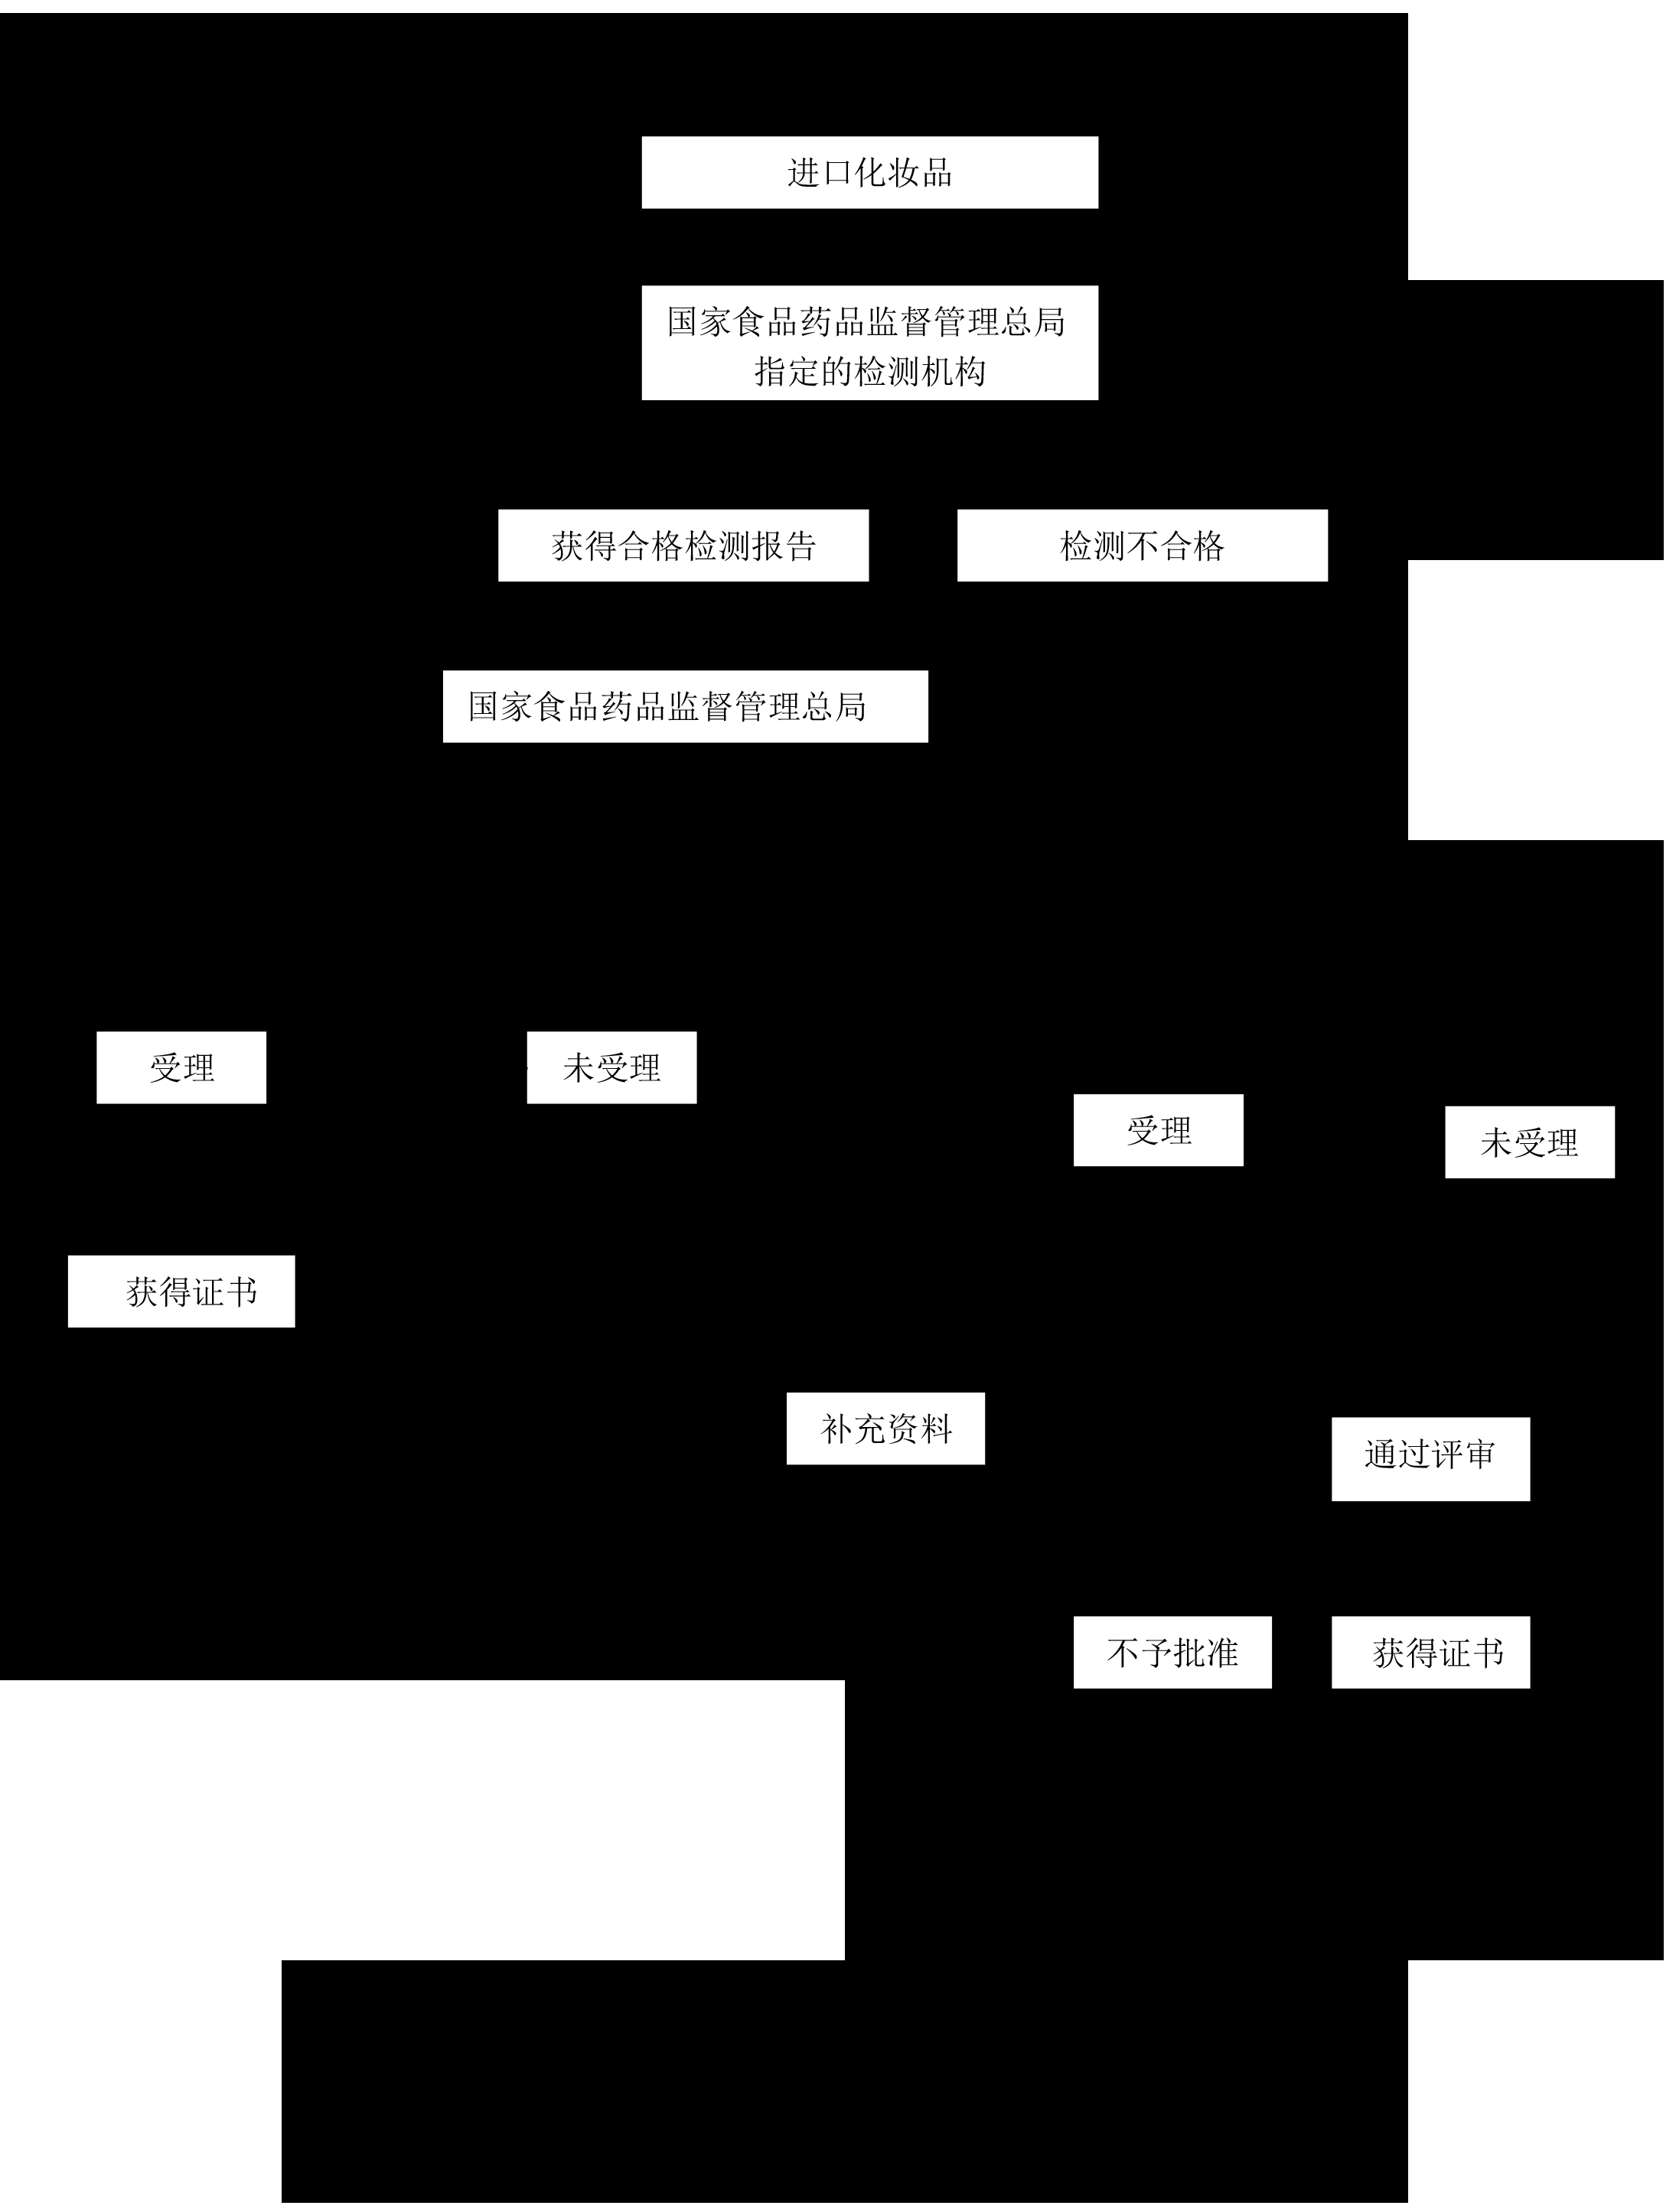 进口化妆品
国家食品药品监督管理总局
指定的检测机构
获得合格检测报告
检测不合格
国家食品药品监督管理总局
受理
未受理
受理
未受理
获得证书
补充资料
通过评审
不予批准
获得证书